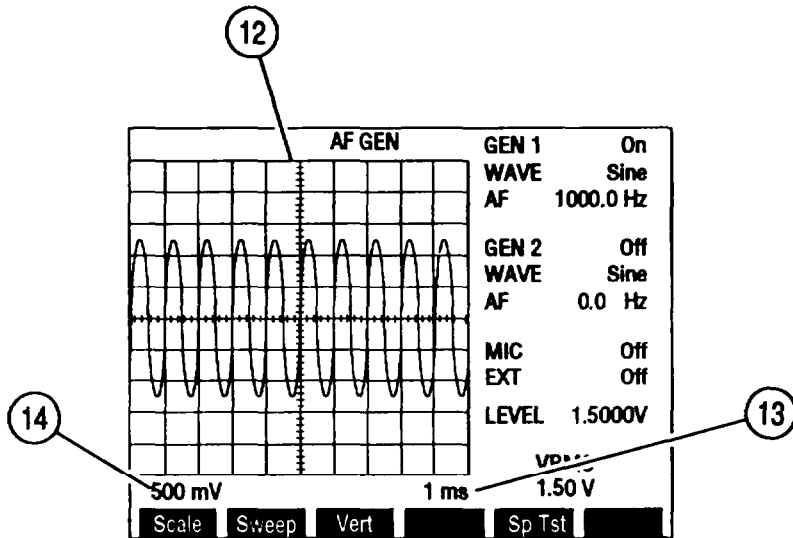 12
AF GEN
GEN 1 On
WAVE Sine
AF 1000.0 Hz
GEN 2 Off
WAVE Sine
AF 0.0 Hz
MIC Off
EXT Off
LEVEL 1.5000V
14
13
500 mV 1 ms
1.50 V
Scale Sweep Vert Sp Tst